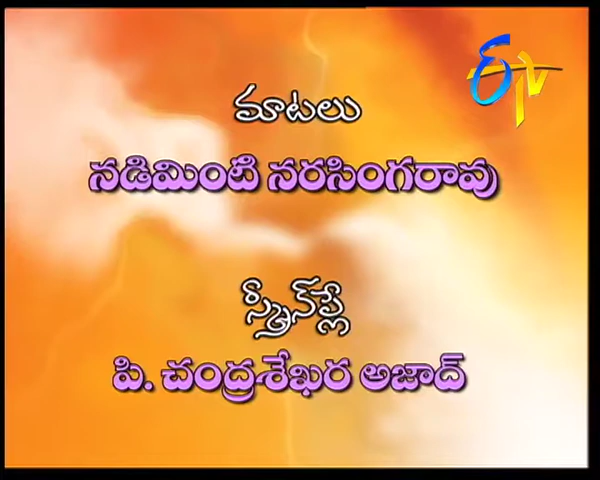 ETV
మాటలు
నడిమింటి నరసింగరావు
స్క్రీన్‌ప్లే
పి. చంద్రశేఖర అజాద్